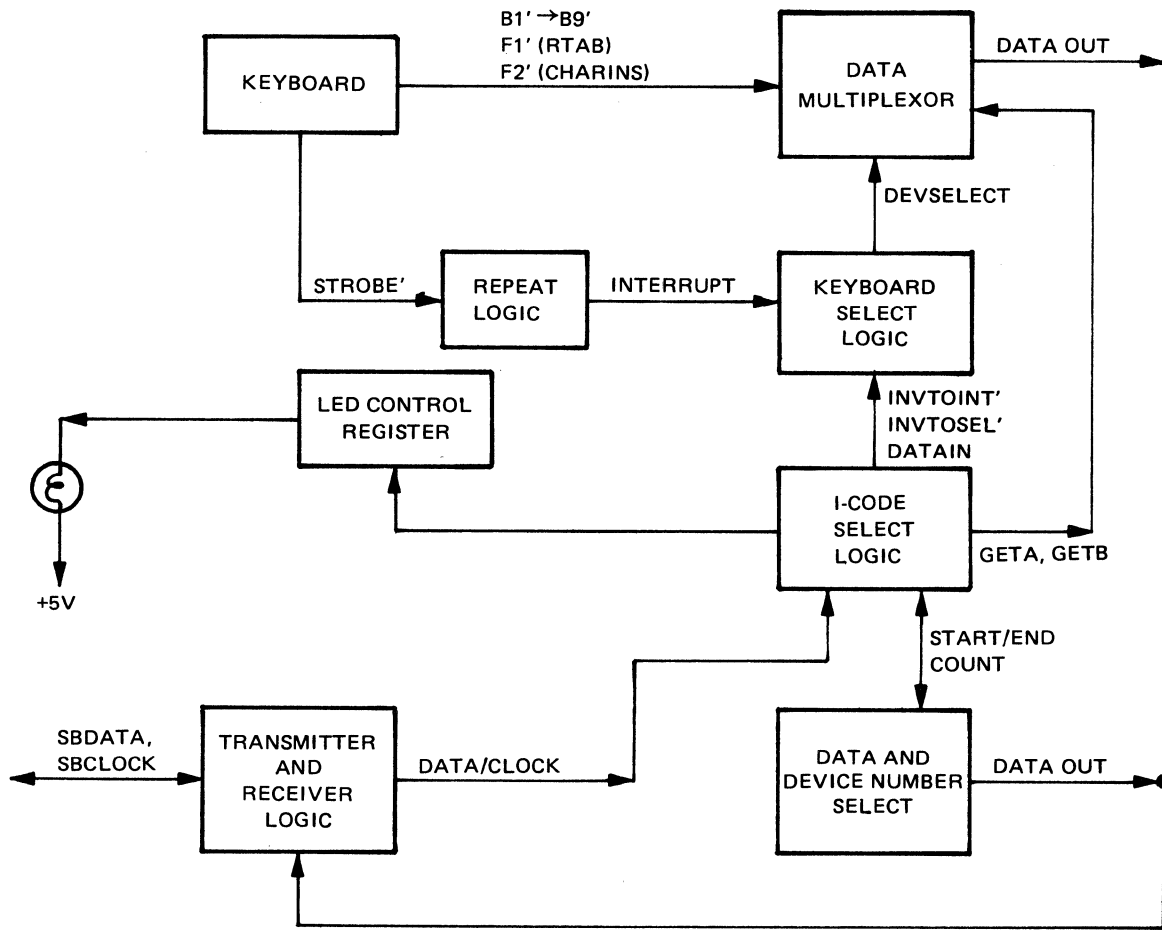 B1' →B9'
F1' (RTAB)
F2' (CHARINS)
KEYBOARD
DATA
MULTIPLEXOR
DATA OUT
DEVSELECT
STROBE'
REPEAT
LOGIC
INTERRUPT
KEYBOARD
SELECT
LOGIC
LED CONTROL
REGISTER
INVTOINT'
INVTOSEL'
DATAIN
I-CODE
SELECT
LOGIC
GETA, GETB
+5V
START/END
COUNT
SBDATA,
SBCLOCK
TRANSMITTER
AND
RECEIVER
LOGIC
DATA/CLOCK
DATA AND
DEVICE NUMBER
SELECT
DATA OUT